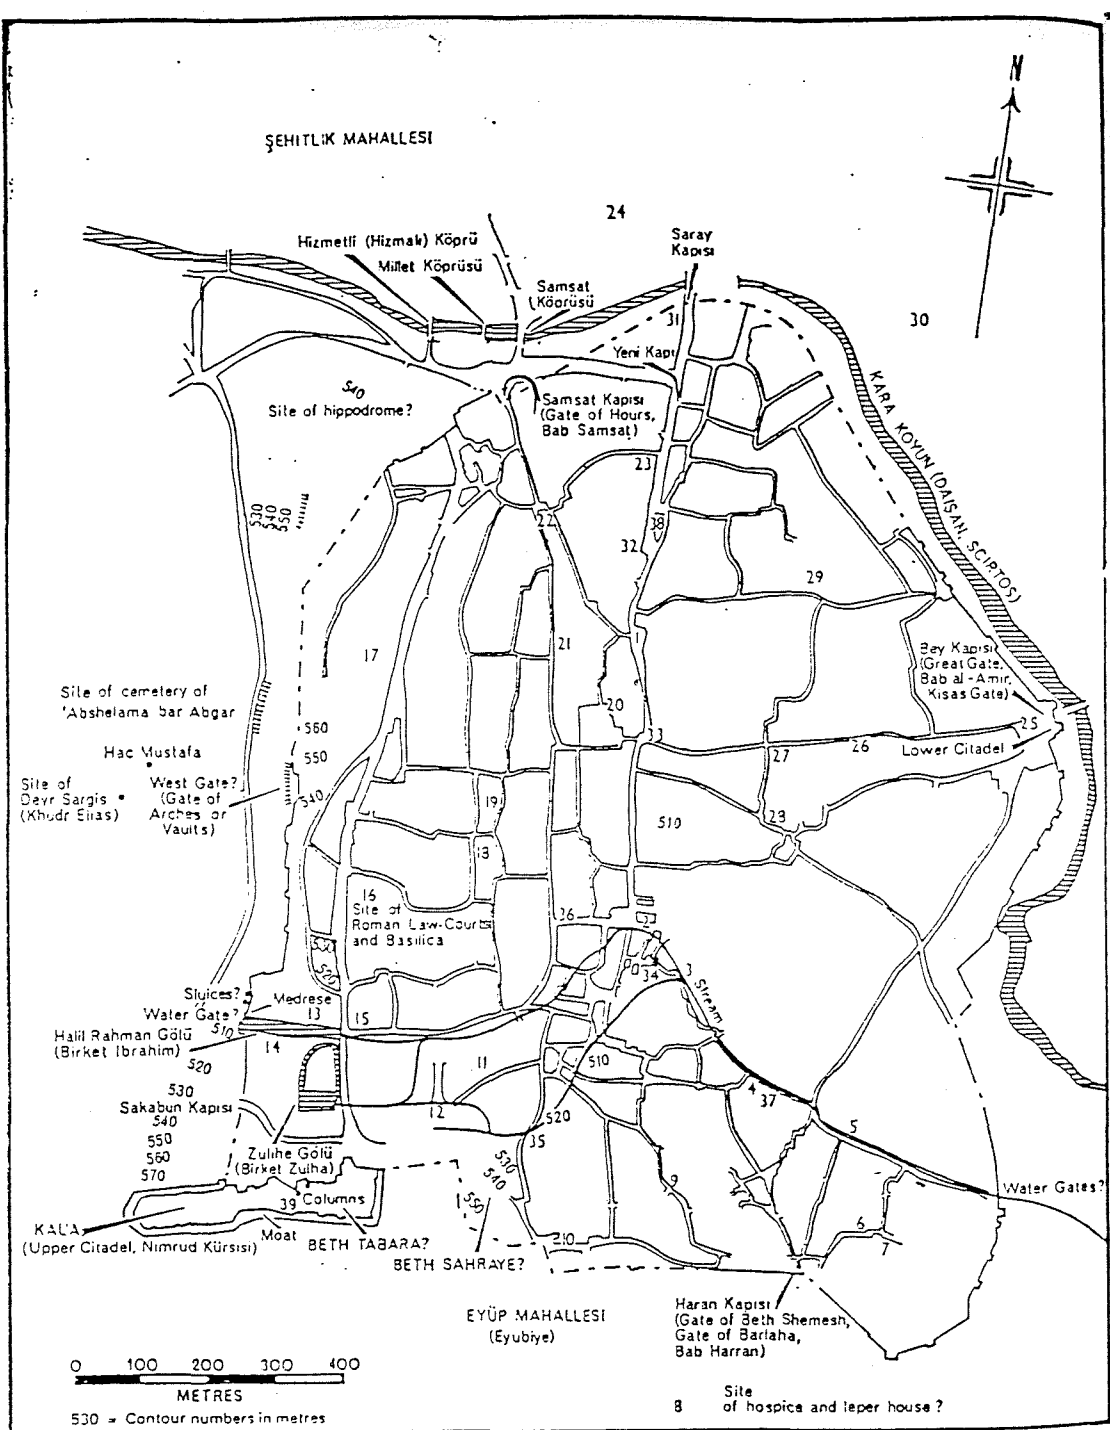 N
ŞEHITLIK MAHALLESI
24
Saray
Kapısı
Hizmetli (Hizmalı) Köprü
Millet Köprüsü
Samsat
Köprüsü
31
30
Yeni Kapı
540
Site of hippodrome?
Samsat Kapısı
(Gate of Hours,
Bab Samsat)
KARA KOYUN (DAISAN, SCIRTOS)
23
530
540
550
22
38
32
29
1
17
21
Bey Kapısı
(Great Gate,
Bab al-Amir,
Kisas Gate)
Site of cemetery of
'Abshelama bar Abgar
20
560
33
25
26
27
Lower Citadel
Hac Mustafa
550
Site of
Deyr Sargis
(Khudr Elias)
West Gate?
(Gate of
Arches or
Vaults)
540
19
28
510
18
16
Site of
Roman Law-Courts
and Basilica
36
2
530
520
34
3
Stream
Sluices?
Medrese
Water Gate?
13
15
510
Halil Rahman Gölü
(Birket Ibrahim)
14
11
510
520
530
4
37
Sakabun Kapısı
12
520
540
5
550
35
560
570
Zulihe Gölü
(Birket Zulha)
530
540
550
9
Water Gates?
39
Columns
KAL'A
(Upper Citadel, Nimrud Kürsisi)
Moat
BETH TABARA?
BETH SAHRAYE?
10
6
7
EYÜP MAHALLESI
(Eyubiye)
Haran Kapısı
(Gate of Beth Shemesh,
Gate of Barlaha,
Bab Harran)
0 100 200 300 400
METRES
530 = Contour numbers in metres
8 Site
of hospice and leper house?